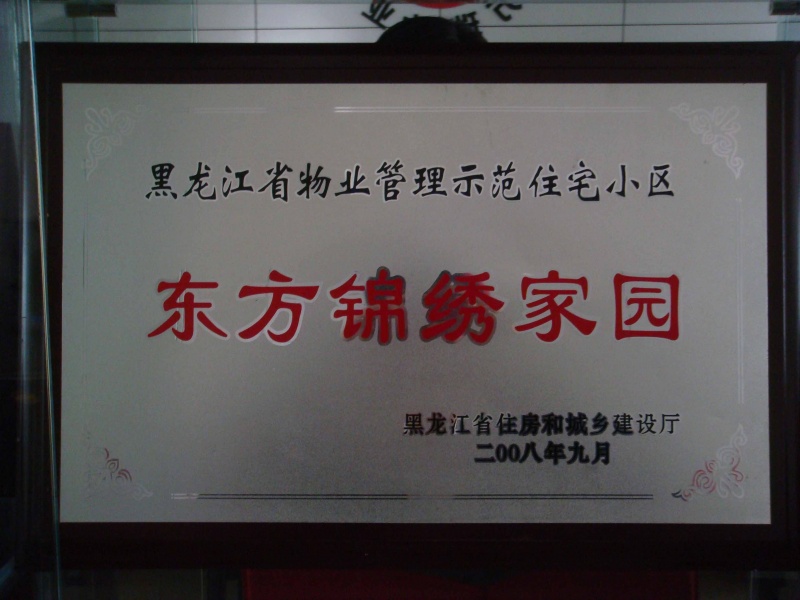 黑龙江省物业管理示范住宅小区
东方锦绣家园
黑龙江省住房和城乡建设厅
二00八年九月